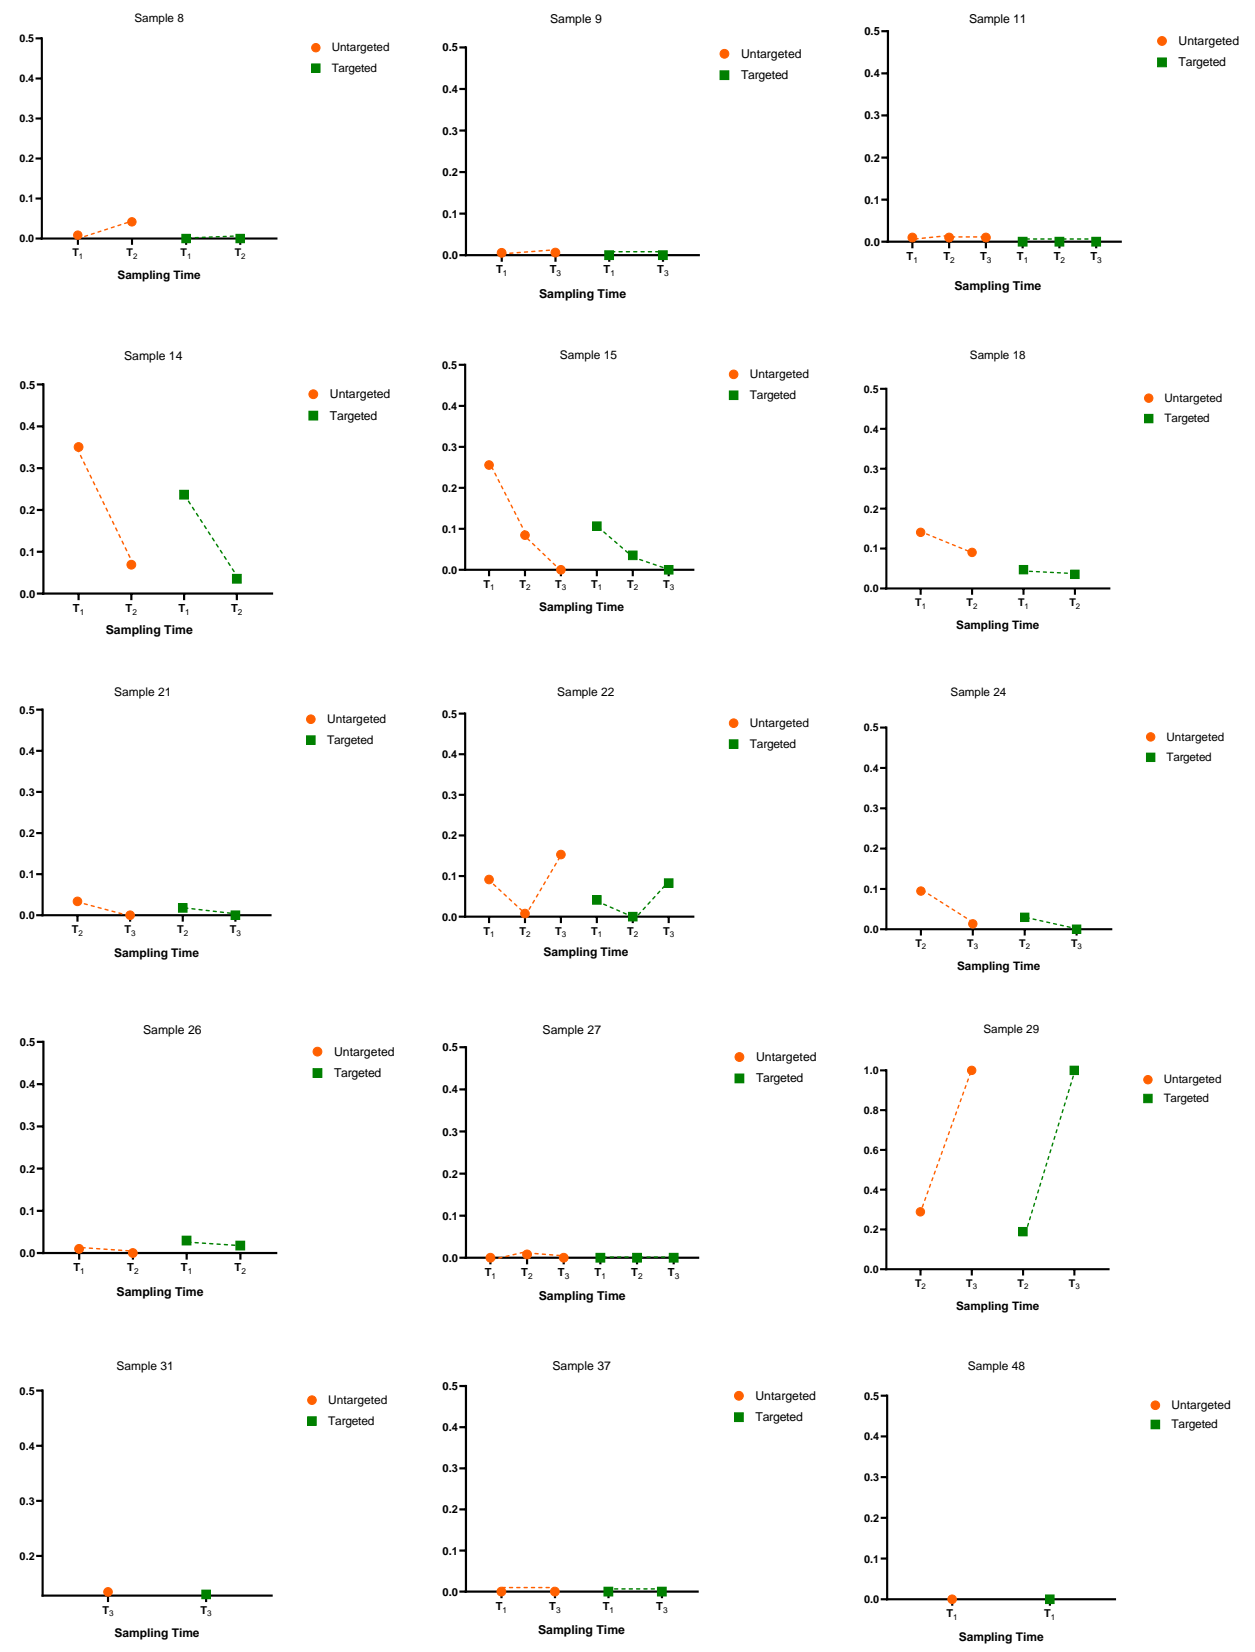 Sample 8
Untargeted
Targeted
0.5
0.4
0.3
0.2
0.1
0.0
T1 T2 T1 T2
Sampling Time
Sample 9
Untargeted
Targeted
0.5
0.4
0.3
0.2
0.1
0.0
T1 T3 T1 T3
Sampling Time
Sample 11
Untargeted
Targeted
0.5
0.4
0.3
0.2
0.1
0.0
T1 T2 T3 T1 T2 T3
Sampling Time
Sample 14
Untargeted
Targeted
0.5
0.4
0.3
0.2
0.1
0.0
T1 T2 T1 T2
Sampling Time
Sample 15
Untargeted
Targeted
0.5
0.4
0.3
0.2
0.1
0.0
T1 T2 T3 T1 T2 T3
Sampling Time
Sample 18
Untargeted
Targeted
0.5
0.4
0.3
0.2
0.1
0.0
T1 T2 T1 T2
Sampling Time
Sample 21
Untargeted
Targeted
0.5
0.4
0.3
0.2
0.1
0.0
T2 T3 T2 T3
Sampling Time
Sample 22
Untargeted
Targeted
0.5
0.4
0.3
0.2
0.1
0.0
T1 T2 T3 T1 T2 T3
Sampling Time
Sample 24
Untargeted
Targeted
0.5
0.4
0.3
0.2
0.1
0.0
T2 T3 T2 T3
Sampling Time
Sample 26
Untargeted
Targeted
0.5
0.4
0.3
0.2
0.1
0.0
T1 T2 T1 T2
Sampling Time
Sample 27
Untargeted
Targeted
0.5
0.4
0.3
0.2
0.1
0.0
T1 T2 T3 T1 T2 T3
Sampling Time
Sample 29
Untargeted
Targeted
1.0
0.8
0.6
0.4
0.2
0.0
T2 T3 T2 T3
Sampling Time
Sample 31
Untargeted
Targeted
0.5
0.4
0.3
0.2
T3 T3
Sampling Time
Sample 37
Untargeted
Targeted
0.5
0.4
0.3
0.2
0.1
0.0
T1 T3 T1 T3
Sampling Time
Sample 48
Untargeted
Targeted
0.5
0.4
0.3
0.2
0.1
0.0
T1 T1
Sampling Time